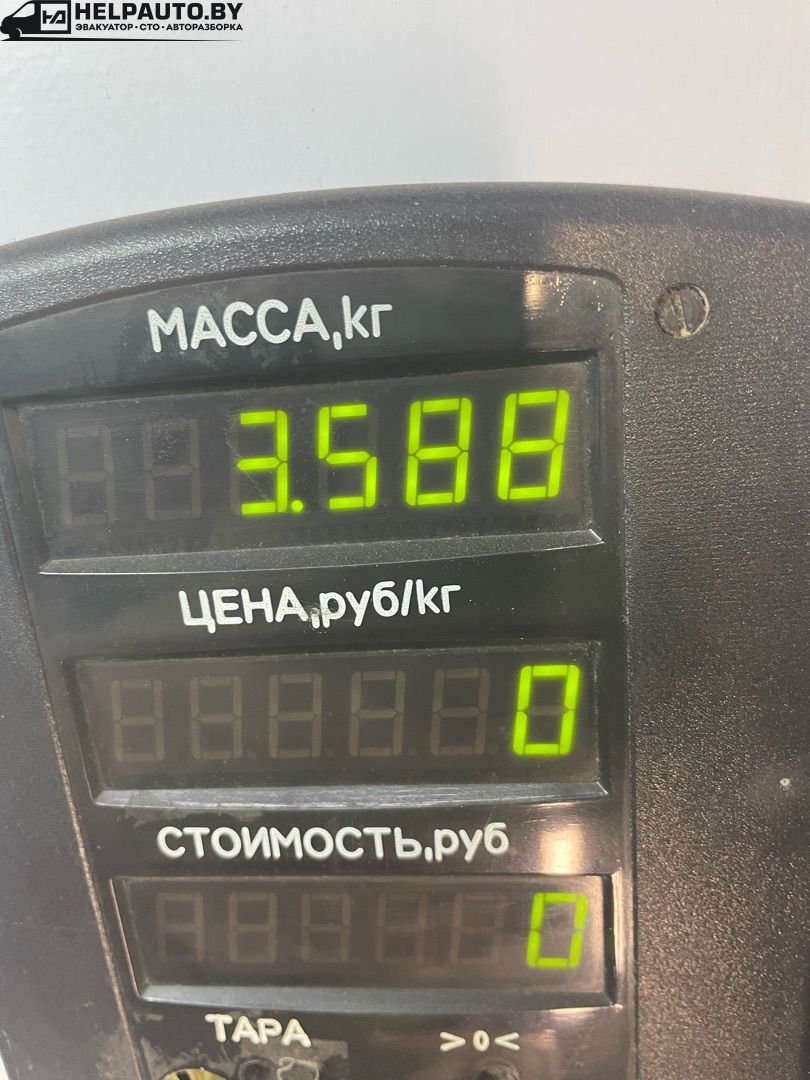 HELPAUTO.BY
ЭВАКУАТОР • СТО • АВТОРАЗБОРКА
МАССА,кг
3.588
ЦЕНА,руб/кг
0
СТОИМОСТЬ,руб
0
ТАРА >0<